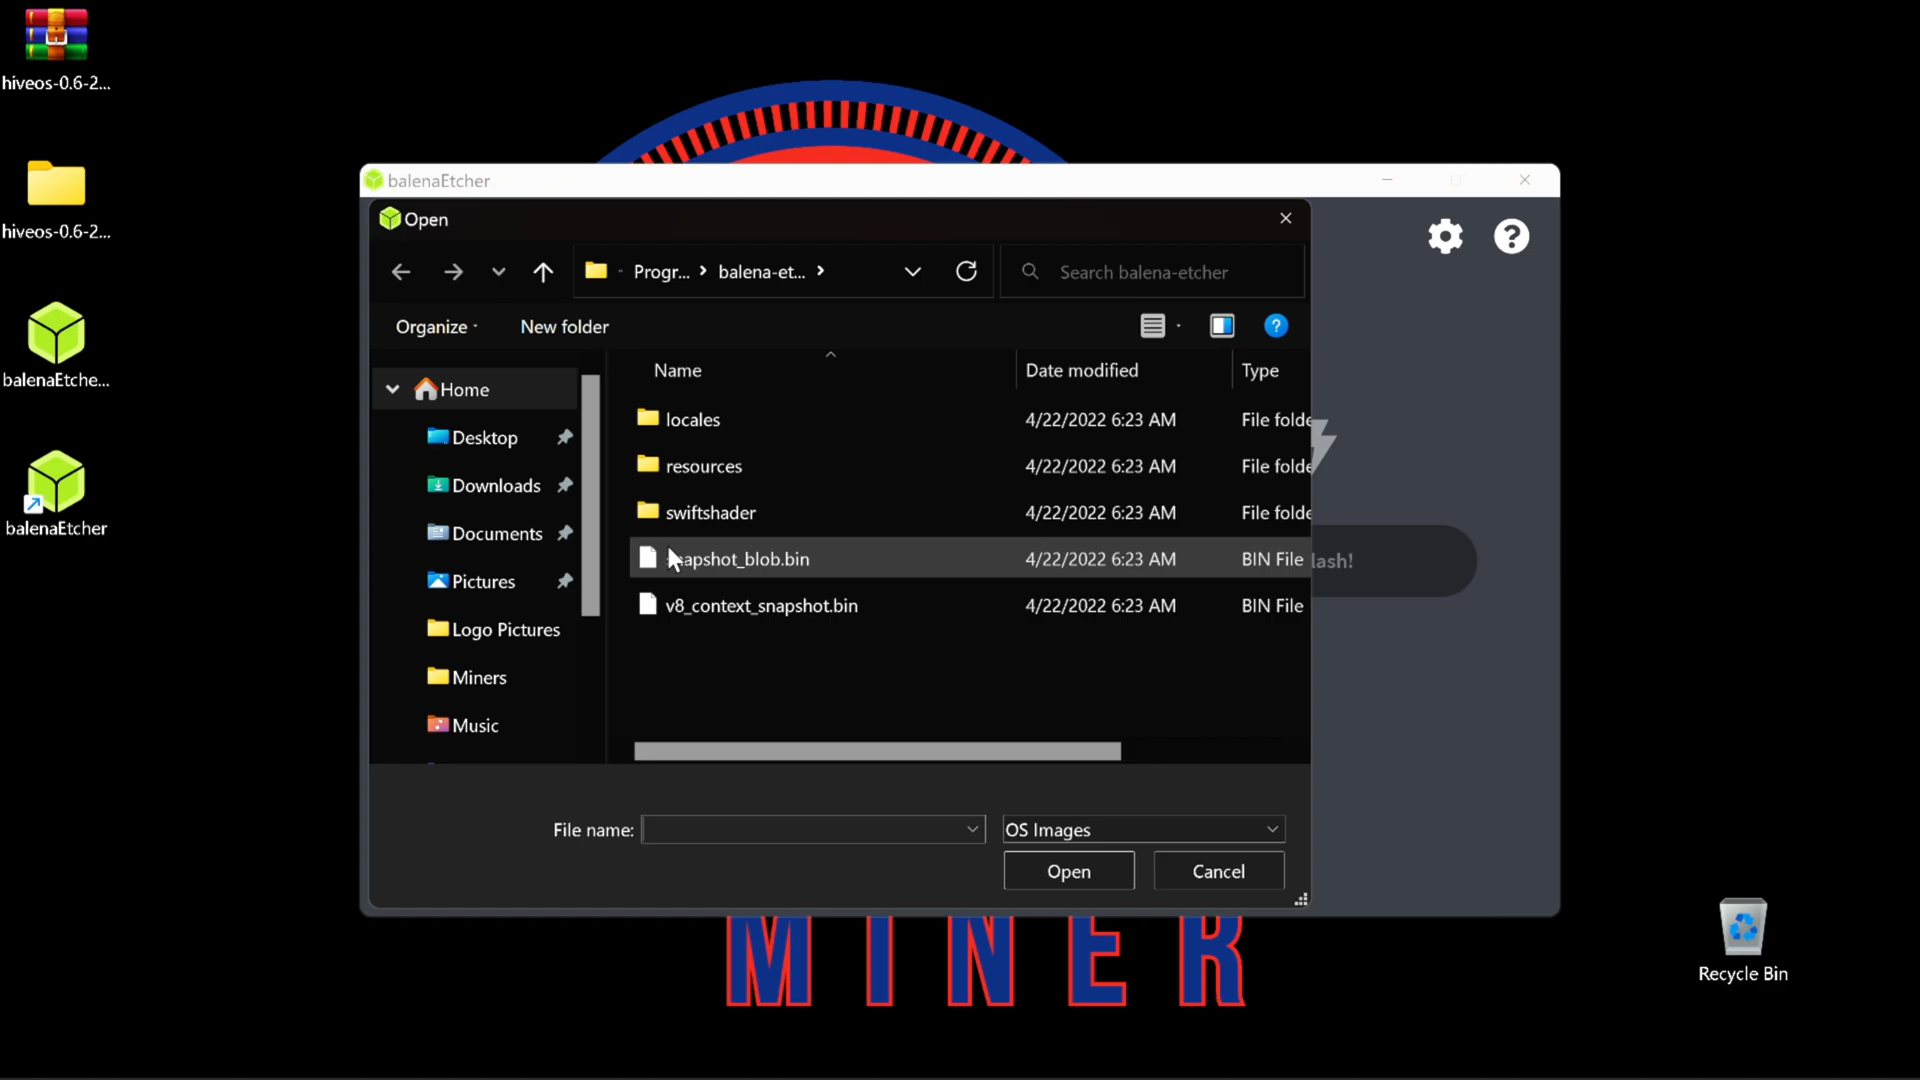 hiveos-0.6-2...
hiveos-0.6-2...
balenaEtche...
balenaEtcher
balenaEtcher
Open
Progr... balena-et...
Search balena-etcher
Organize
New folder
Name Date modified Type
Home
Desktop
Downloads
Documents
Pictures
Logo Pictures
Miners
Music
locales 4/22/2022 6:23 AM File folde
resources 4/22/2022 6:23 AM File folde
swiftshader 4/22/2022 6:23 AM File folde
snapshot_blob.bin 4/22/2022 6:23 AM BIN File
v8_context_snapshot.bin 4/22/2022 6:23 AM BIN File
lash!
File name:
OS Images
Open Cancel
MINER
Recycle Bin